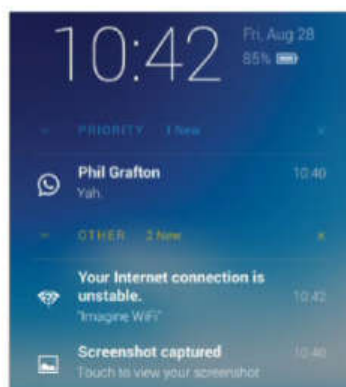 10:42
Fri, Aug 28
85%
PRIORITY 1 New
Phil Grafton 10:40
Yah.
OTHER 2 New
Your Internet connection is
unstable. 10:42
"Imagine WiFi"
Screenshot captured 10:40
Touch to view your screenshot